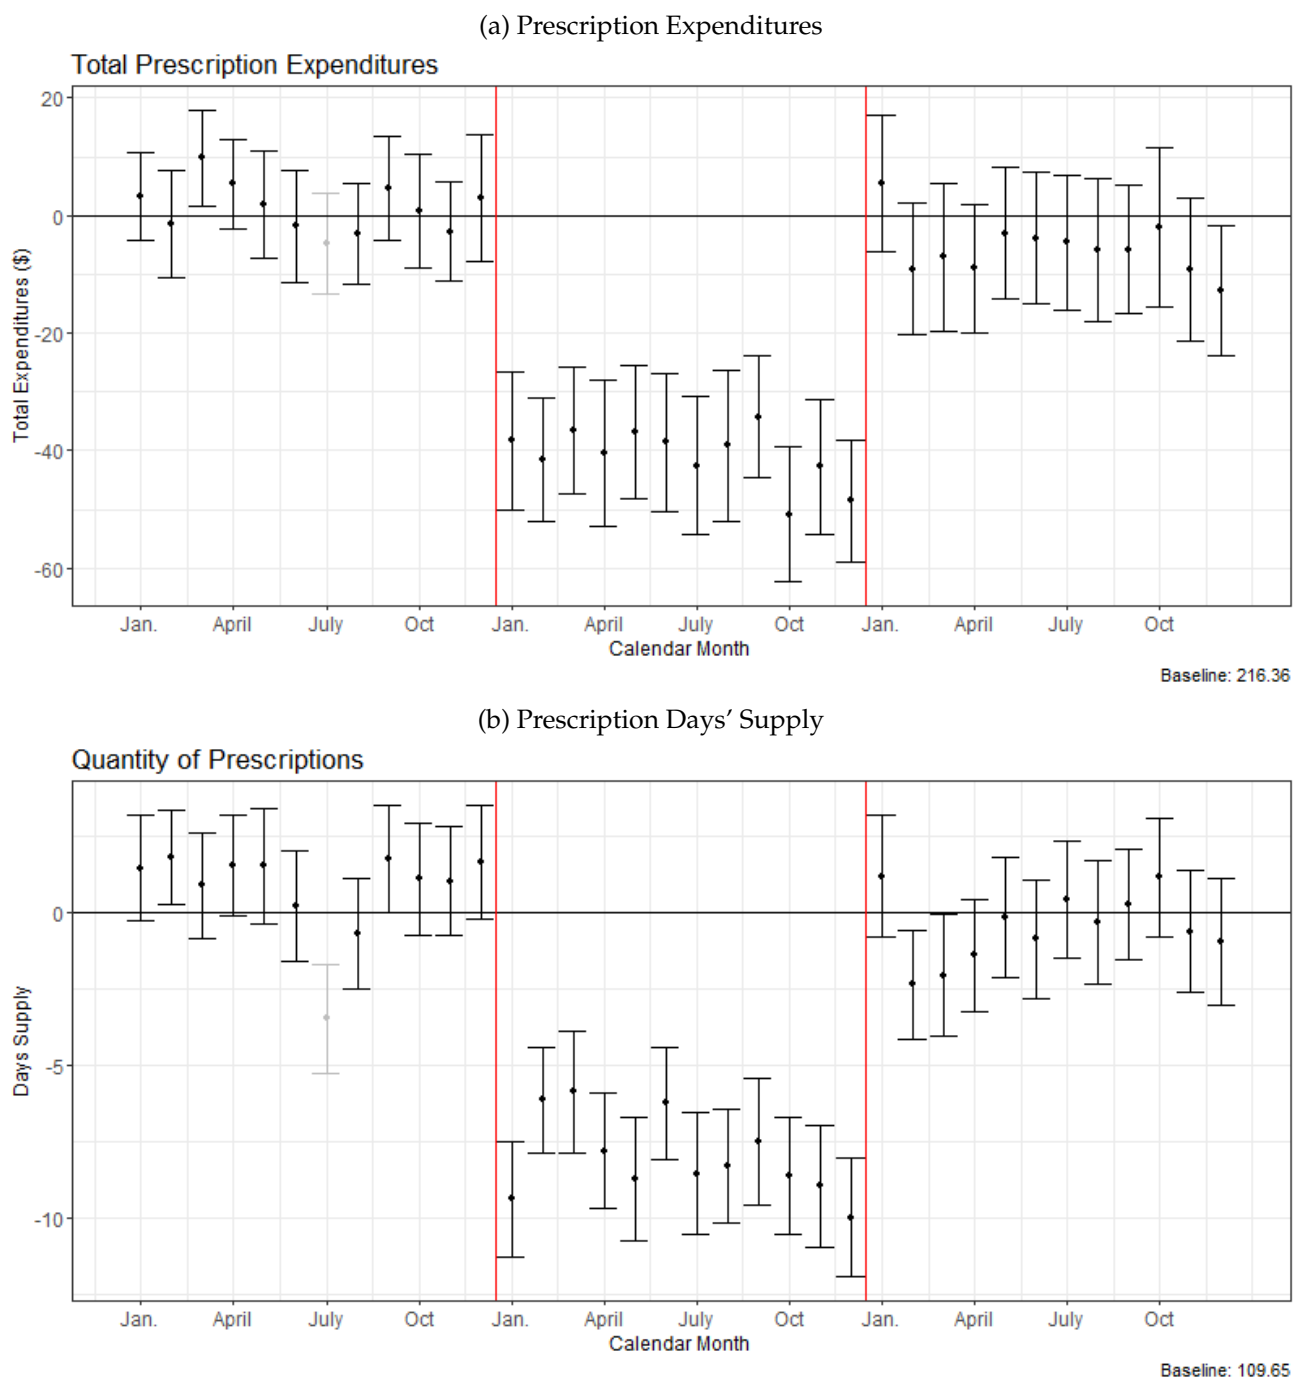 (a) Prescription Expenditures
Total Prescription Expenditures
20
0
-20
-40
-60
Total Expenditures ($)
Jan. April July Oct Jan. April July Oct Jan. April July Oct
Calendar Month
Baseline: 216.36
(b) Prescription Days’ Supply
Quantity of Prescriptions
0
-5
-10
Days Supply
Jan. April July Oct Jan. April July Oct Jan. April July Oct
Calendar Month
Baseline: 109.65